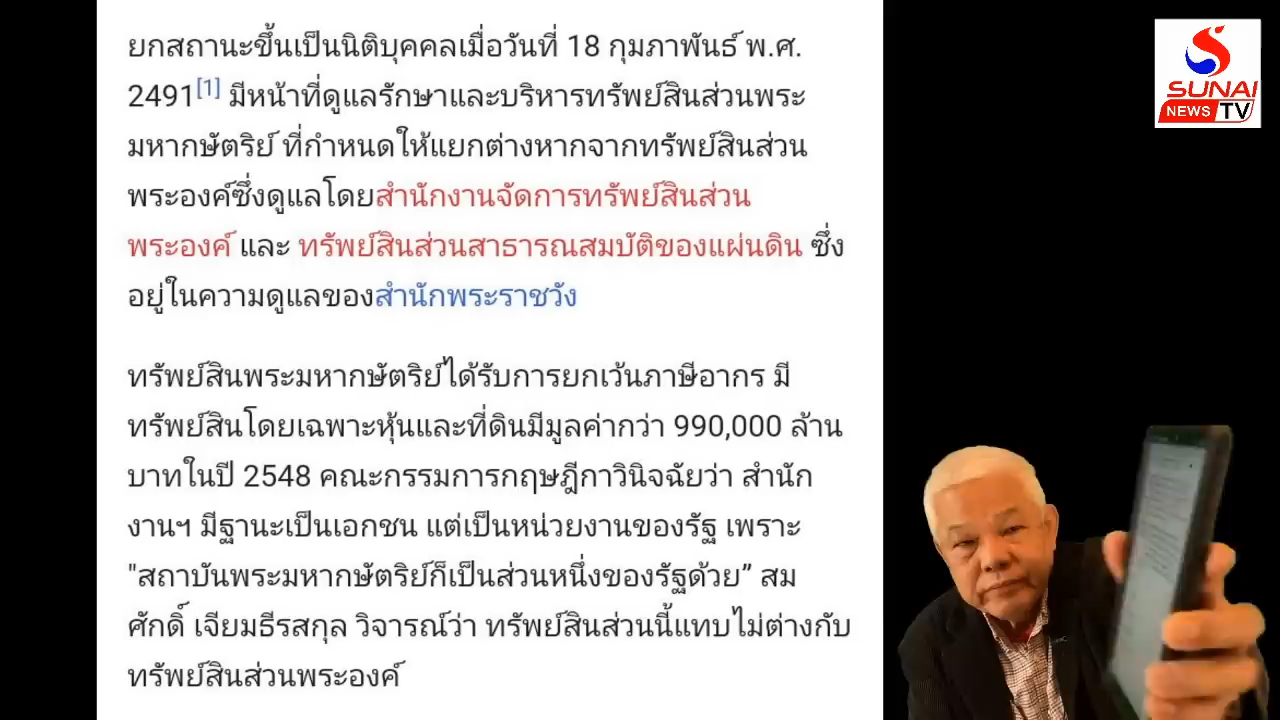 ยกสถานะขึ้นเป็นนิติบุคคลเมื่อวันที่ 18 กุมภาพันธ์ พ.ศ.
2491[1] มีหน้าที่ดูแลรักษาและบริหารทรัพย์สินส่วนพระ
มหากษัตริย์ ที่กำหนดให้แยกต่างหากจากทรัพย์สินส่วน
พระองค์ซึ่งดูแลโดยสำนักงานจัดการทรัพย์สินส่วน
พระองค์ และ ทรัพย์สินส่วนสาธารณสมบัติของแผ่นดิน ซึ่ง
อยู่ในความดูแลของสำนักพระราชวัง
ทรัพย์สินพระมหากษัตริย์ได้รับการยกเว้นภาษีอากร มี
ทรัพย์สินโดยเฉพาะหุ้นและที่ดินมีมูลค่ากว่า 990,000 ล้าน
บาทในปี 2548 คณะกรรมการกฤษฎีกาวินิจฉัยว่า สำนัก
งานฯ มีฐานะเป็นเอกชน แต่เป็นหน่วยงานของรัฐ เพราะ
"สถาบันพระมหากษัตริย์ก็เป็นส่วนหนึ่งของรัฐด้วย" สม
ศักดิ์ เจียมธีรสกุล วิจารณ์ว่า ทรัพย์สินส่วนนี้แทบไม่ต่างกับ
ทรัพย์สินส่วนพระองค์
SUNAI
NEWS TV